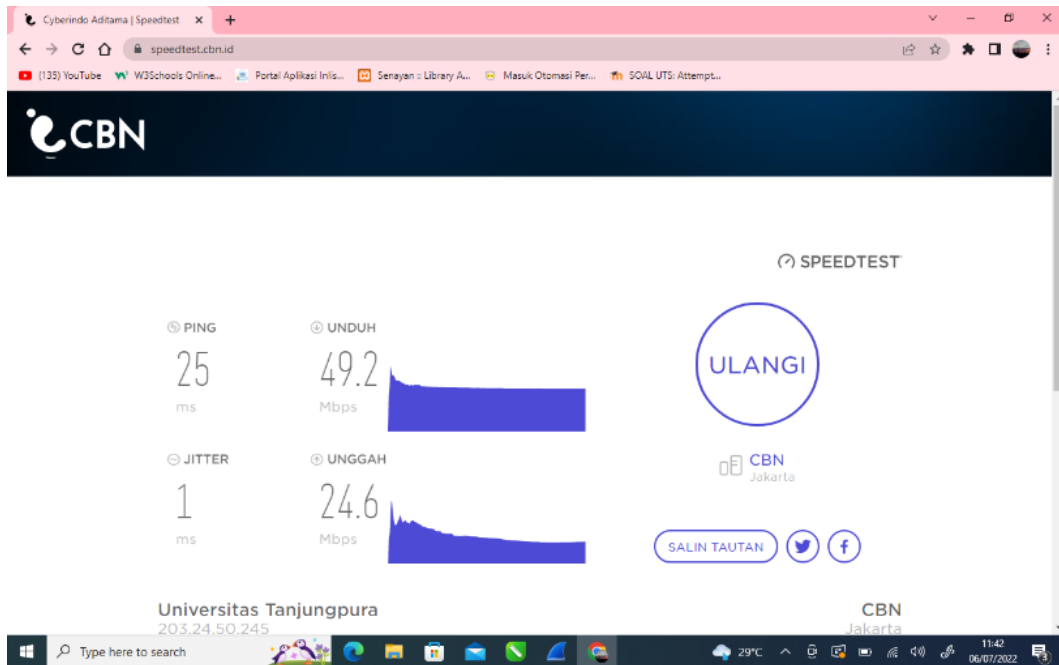 Cyberindo Aditama | Speedtest
speedtest.cbn.id
(135) YouTube W3Schools Online... Portal Aplikasi Inlis... Senayan :: Library A... Masuk Otomasi Per... SOAL UTS: Attempt...
CBN
SPEEDTEST
PING UNDUH
25 49.2
ms Mbps
ULANGI
JITTER UNGGAH
1 24.6
ms Mbps
CBN
Jakarta
SALIN TAUTAN
Universitas Tanjungpura CBN
203.24.50.245 Jakarta
Type here to search 29°C 11:42
06/07/2022 3